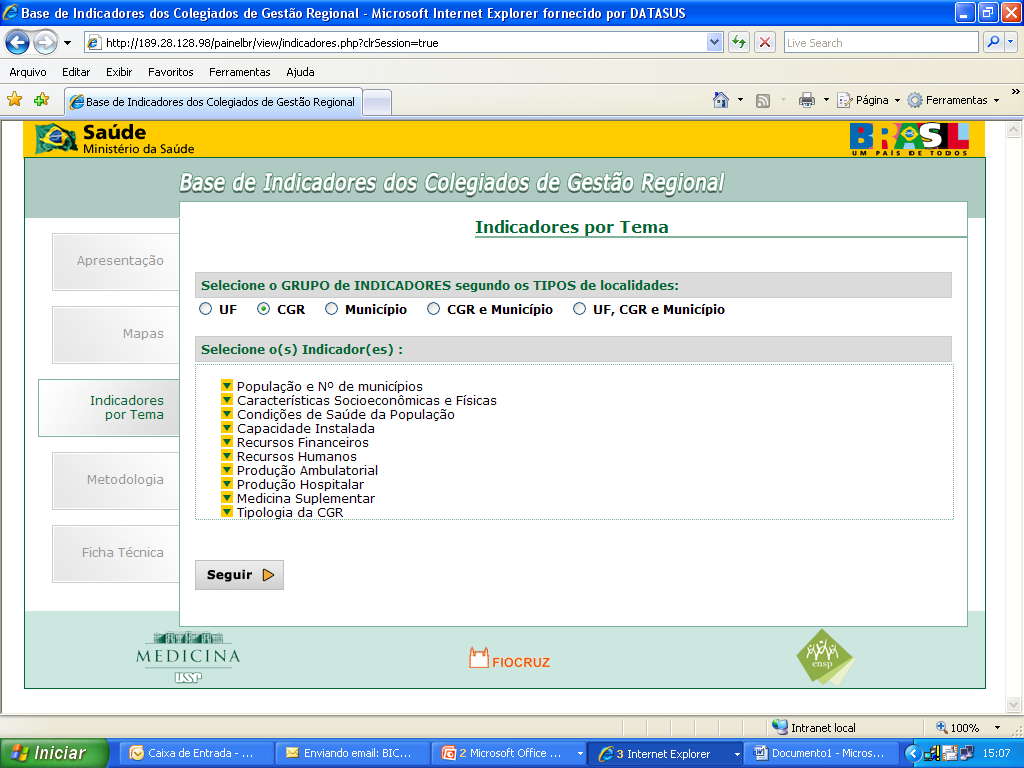 Base de Indicadores dos Colegiados de Gestão Regional - Microsoft Internet Explorer fornecido por DATASUS
http://189.28.128.98/painelbr/view/indicadores.php?clrSession=true
Live Search
Arquivo Editar Exibir Favoritos Ferramentas Ajuda
Base de Indicadores dos Colegiados de Gestão Regional
Página Ferramentas »
Saúde
Ministério da Saúde
BRASIL
UM PAÍS DE TODOS
Base de Indicadores dos Colegiados de Gestão Regional
Indicadores por Tema
Apresentação
Mapas
Indicadores
por Tema
Metodologia
Ficha Técnica
Selecione o GRUPO de INDICADORES segundo os TIPOS de localidades:
UF CGR Município CGR e Município UF, CGR e Município
Selecione o(s) Indicador(es) :
População e Nº de municípios
Características Socioeconômicas e Físicas
Condições de Saúde da População
Capacidade Instalada
Recursos Financeiros
Recursos Humanos
Produção Ambulatorial
Produção Hospitalar
Medicina Suplementar
Tipologia da CGR
Seguir
MEDICINA
USP
FIOCRUZ
ensp
Intranet local 100%
Iniciar Caixa de Entrada - ... Enviando email: BIC... 2 Microsoft Office ... 3 Internet Explorer Documento1 - Micros... 15:07